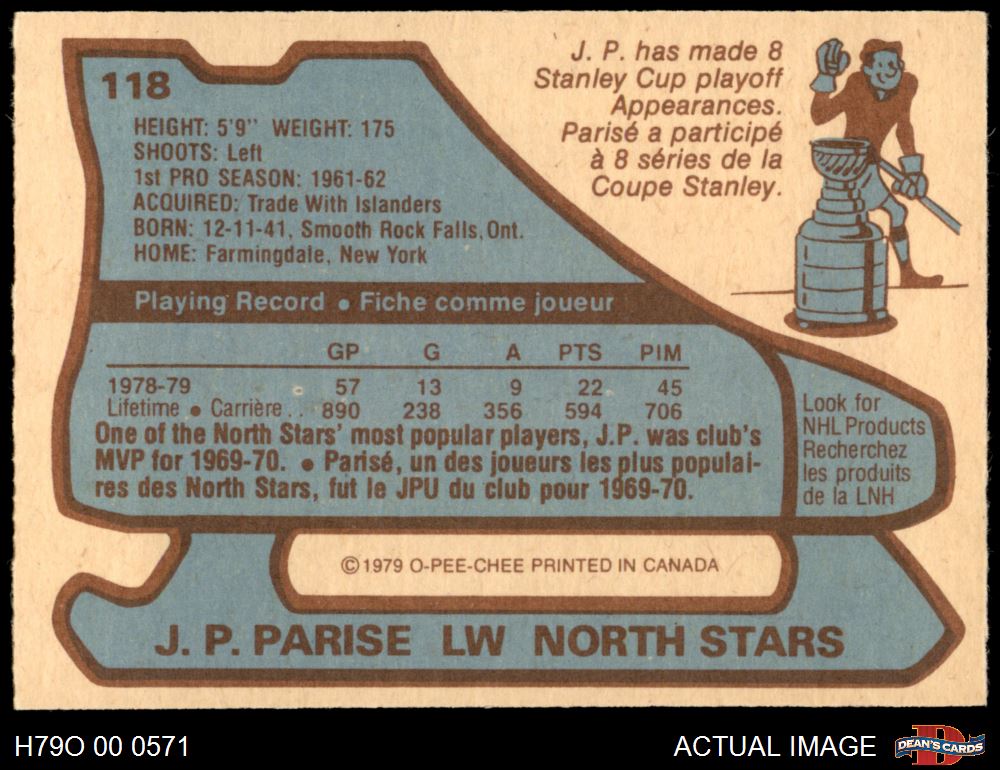 118
HEIGHT: 5'9" WEIGHT: 175
SHOOTS: Left
1st PRO SEASON: 1961-62
ACQUIRED: Trade With Islanders
BORN: 12-11-41, Smooth Rock Falls, Ont.
HOME: Farmingdale, New York
J. P. has made 8
Stanley Cup playoff
Appearances.
Parisé a participé
à 8 séries de la
Coupe Stanley.
Playing Record • Fiche comme joueur
GP G A PTS PIM
1978-79 57 13 9 22 45
Lifetime • Carrière . . 890 238 356 594 706
One of the North Stars' most popular players, J.P. was club's
MVP for 1969-70. • Parisé, un des joueurs les plus populai-
res des North Stars, fut le JPU du club pour 1969-70.
Look for
NHL Products
Recherchez
les produits
de la LNH
©1979 O-PEE-CHEE PRINTED IN CANADA
J. P. PARISE LW NORTH STARS
H79O 00 0571
ACTUAL IMAGE
D
DEAN'S CARDS